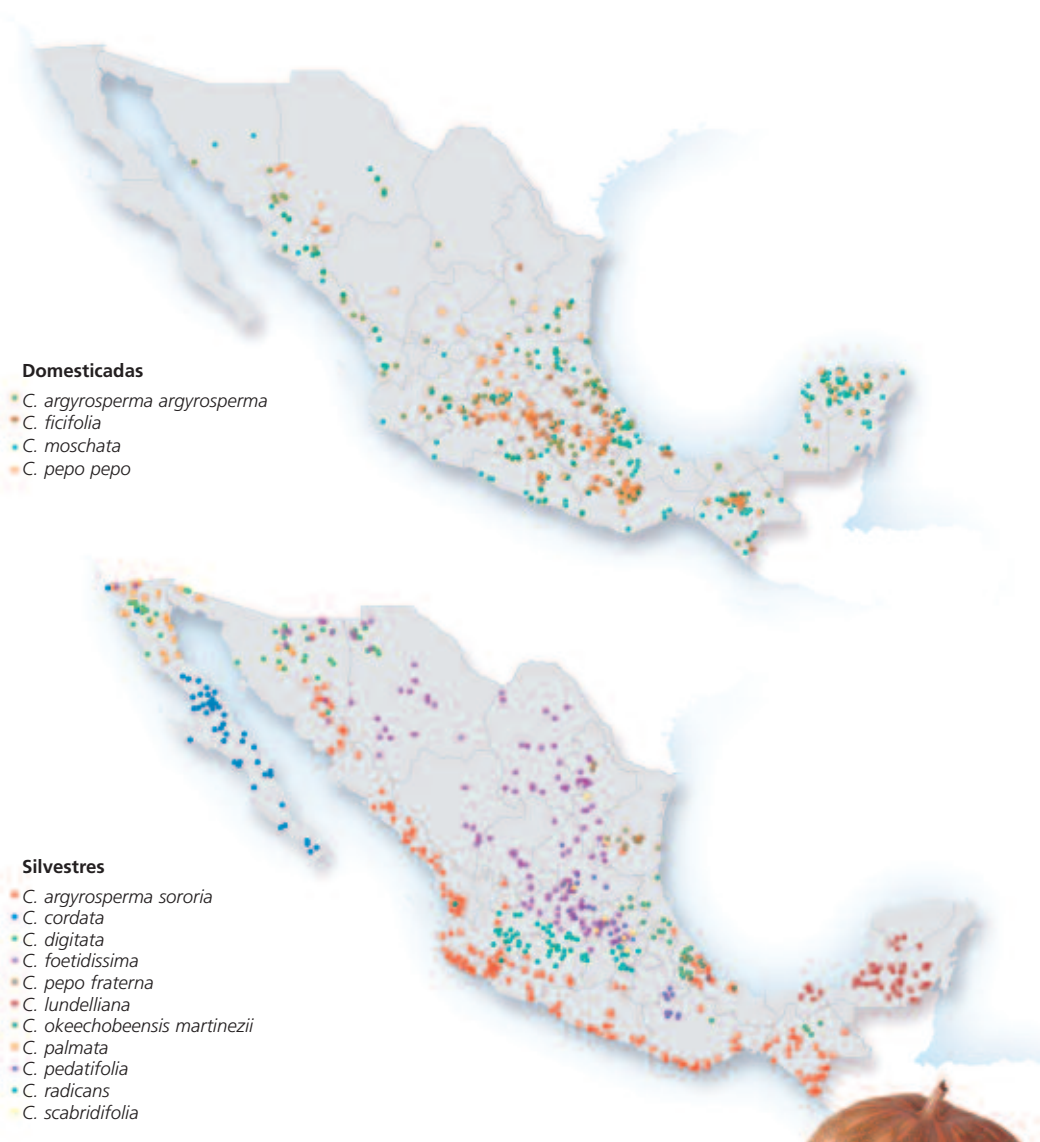 Domesticadas
C. argyrosperma argyrosperma
C. ficifolia
C. moschata
C. pepo pepo
Silvestres
C. argyrosperma sororia
C. cordata
C. digitata
C. foetidissima
C. pepo fraterna
C. lundelliana
C. okeechobeensis martinezii
C. palmata
C. pedatifolia
C. radicans
C. scabridifolia